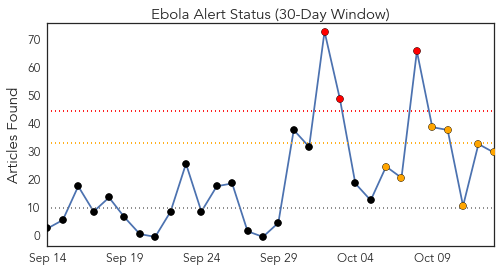 Ebola Alert Status (30-Day Window)
Articles Found
70
60
50
40
30
20
10
0
Sep 14 Sep 19 Sep 24 Sep 29 Oct 04 Oct 09